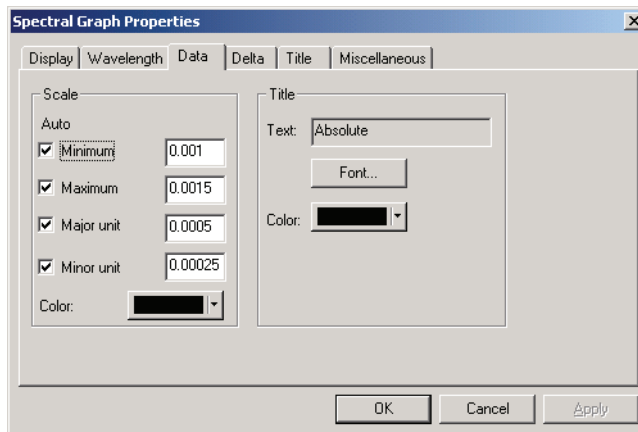 Spectral Graph Properties
Display Wavelength Data Delta Title Miscellaneous
Scale
Auto
Minimum 0.001
Maximum 0.0015
Major unit 0.0005
Minor unit 0.00025
Color:
Title
Text: Absolute
Font...
Color:
OK Cancel Apply